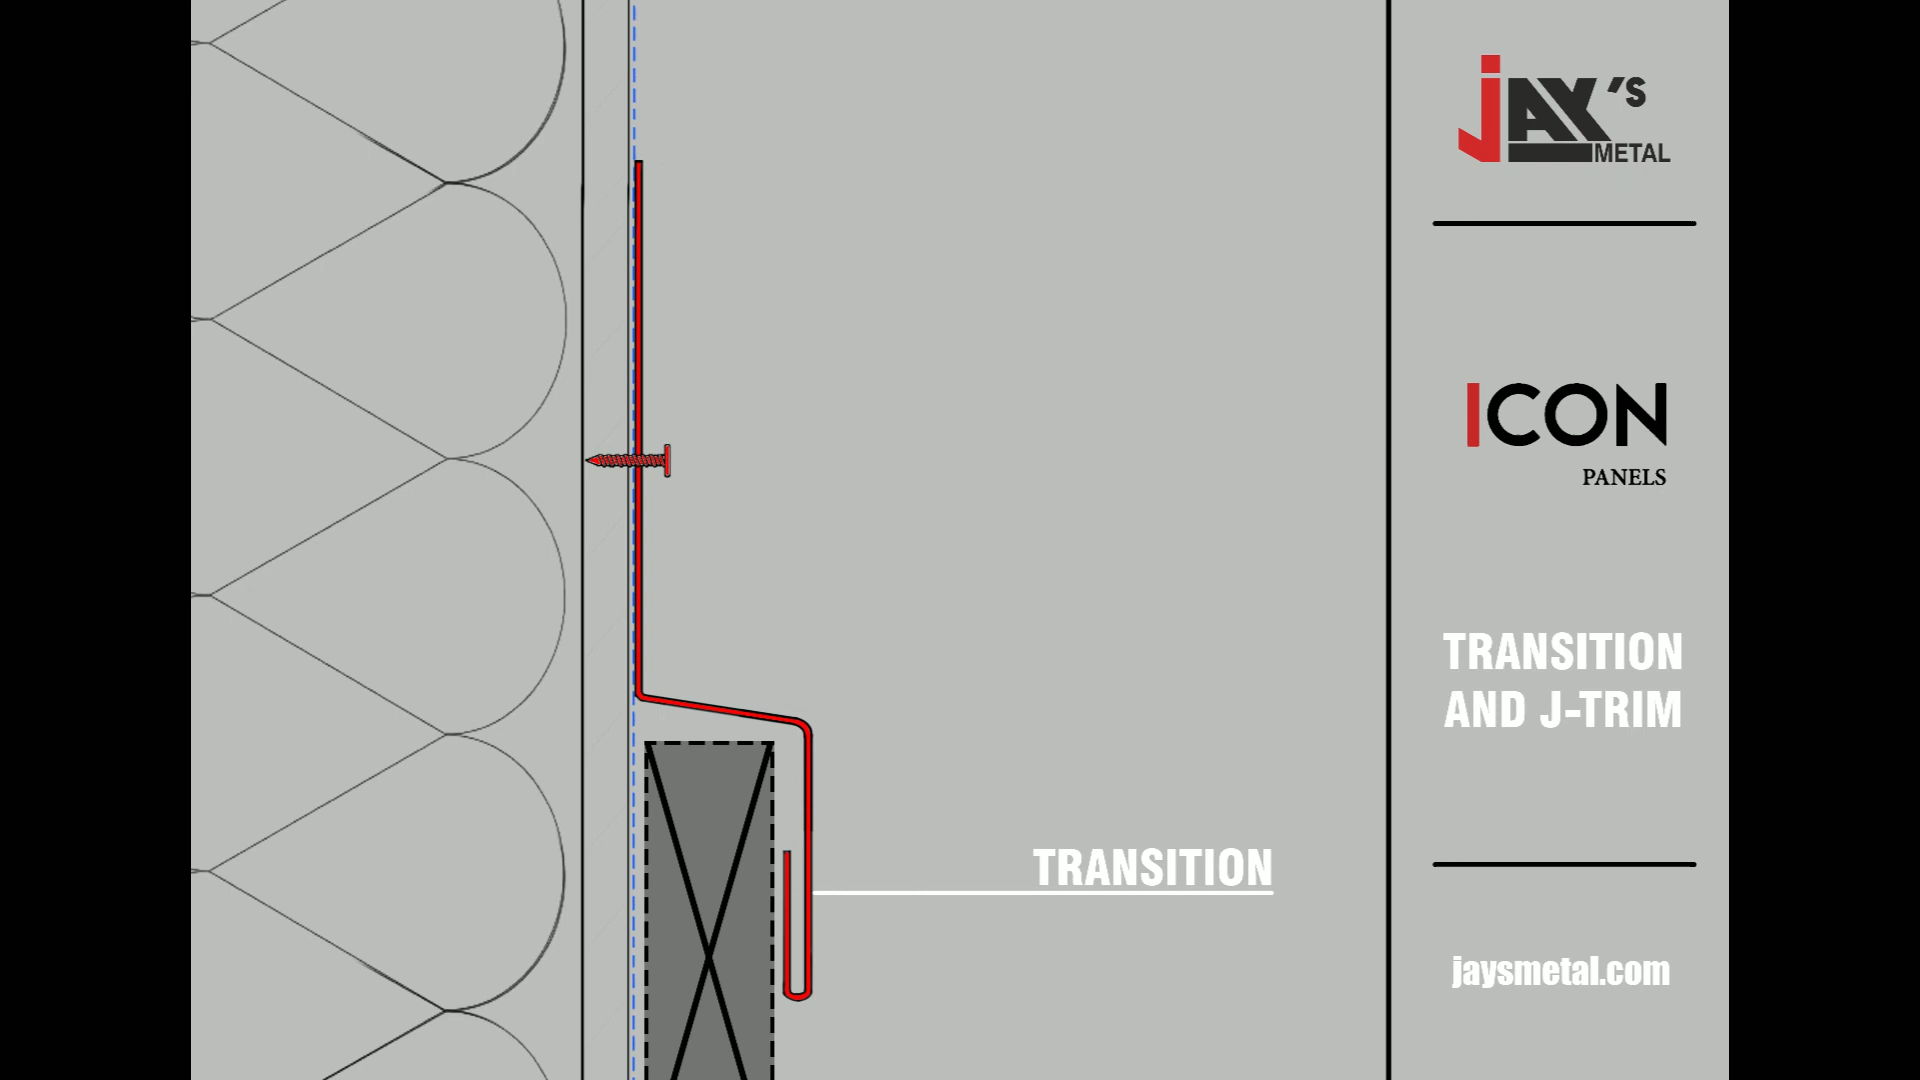 JAY'S
METAL
ICON
PANELS
TRANSITION
AND J-TRIM
TRANSITION
jaysmetal.com